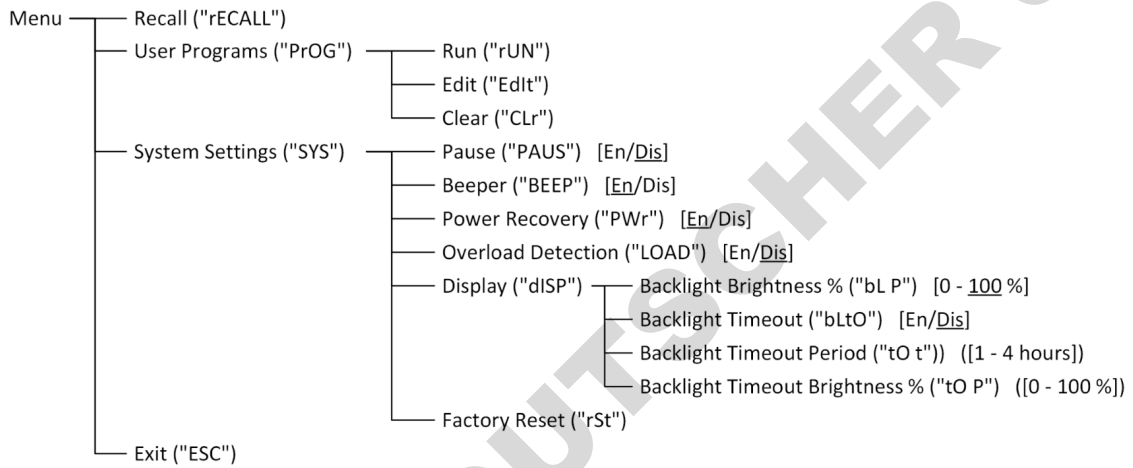 Menu Recall ("rECALL")
User Programs ("PrOG") Run ("rUN")
Edit ("EdIt")
Clear ("CLr")
System Settings ("SYS") Pause ("PAUS") [En/Dis]
Beeper ("BEEP") [En/Dis]
Power Recovery ("PWr") [En/Dis]
Overload Detection ("LOAD") [En/Dis]
Display ("dISP") Backlight Brightness % ("bL P") [0 - 100 %]
Backlight Timeout ("bLtO") [En/Dis]
Backlight Timeout Period ("tO t")) ([1 - 4 hours])
Backlight Timeout Brightness % ("tO P") ([0 - 100 %])
Factory Reset ("rSt")
Exit ("ESC")
UTSCHER